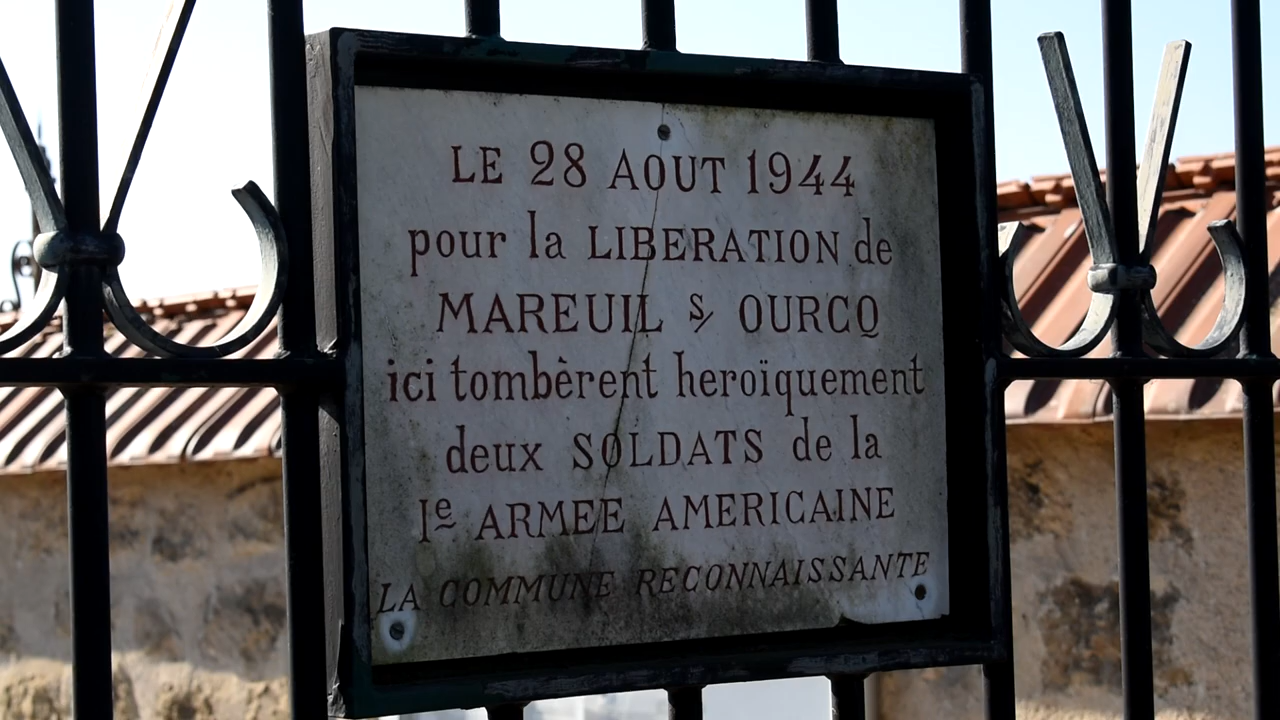 LE 28 AOUT 1944
pour la LIBERATION de
MAREUIL s/ OURCQ
ici tombèrent heroïquement
deux SOLDATS de la
Ie ARMEE AMERICAINE
LA COMMUNE RECONNAISSANTE